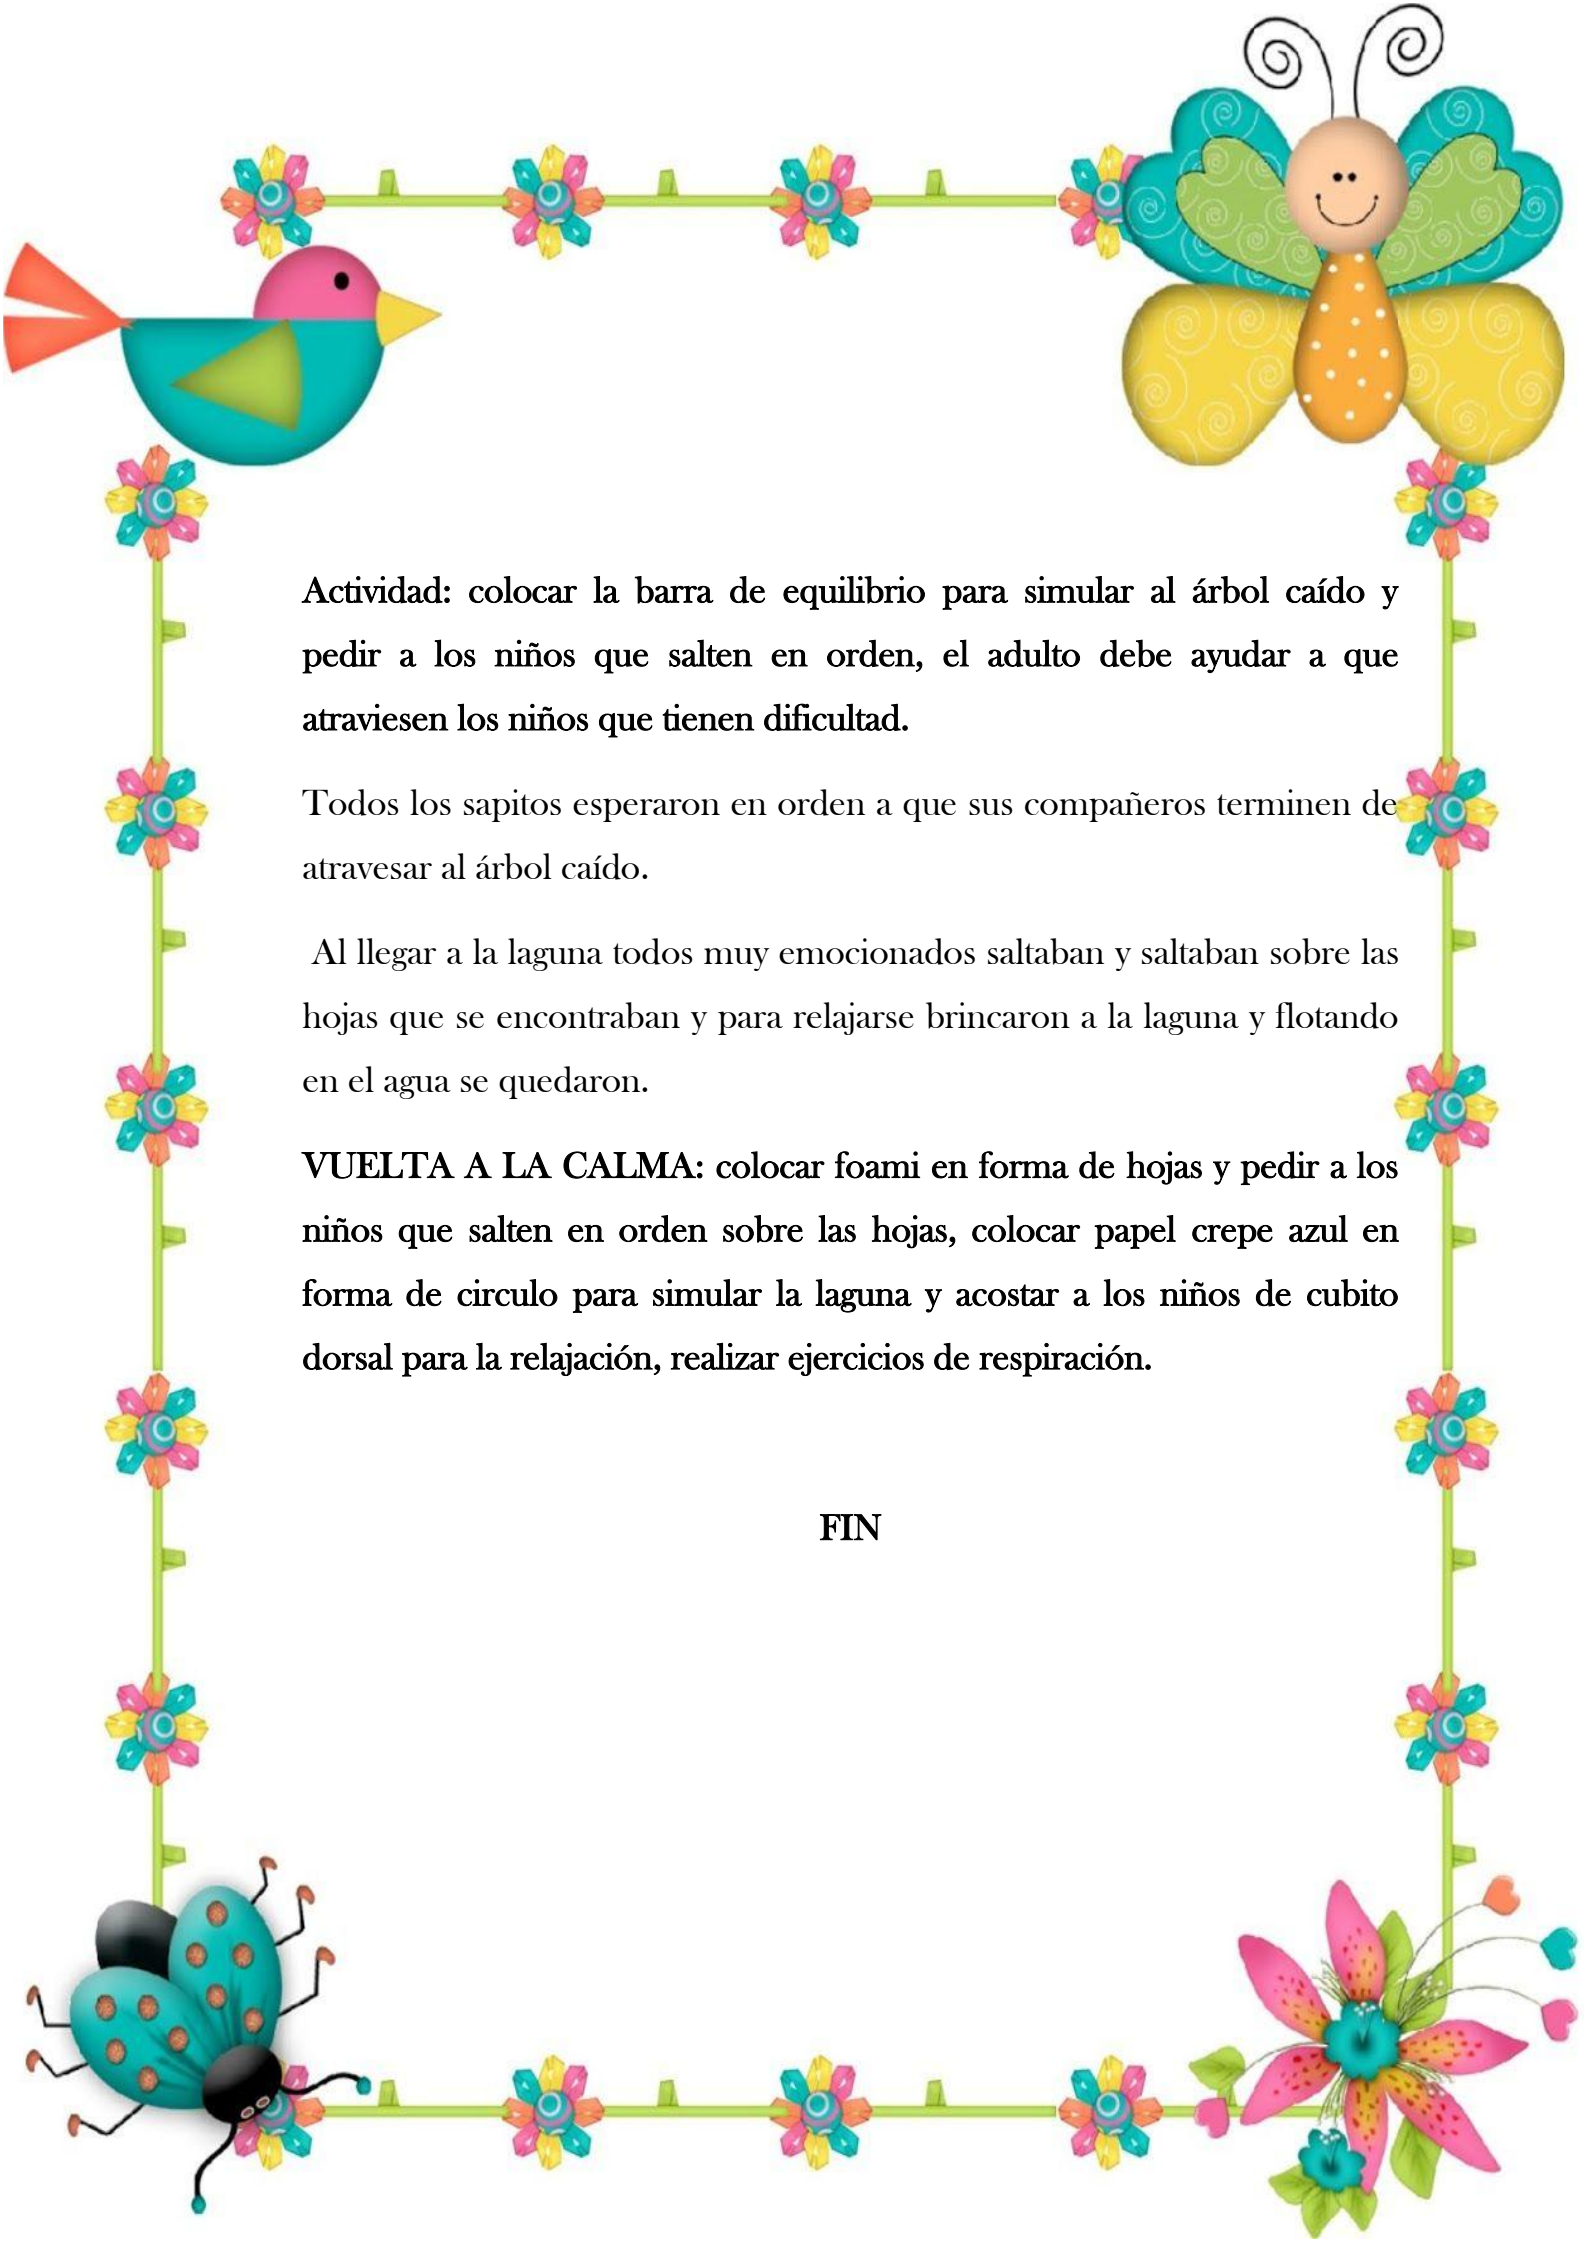 Actividad: colocar la barra de equilibrio para simular al árbol caído y
pedir a los niños que salten en orden, el adulto debe ayudar a que
atraviesen los niños que tienen dificultad.
Todos los sapitos esperaron en orden a que sus compañeros terminen de
atravesar al árbol caído.
Al llegar a la laguna todos muy emocionados saltaban y saltaban sobre las
hojas que se encontraban y para relajarse brincaron a la laguna y flotando
en el agua se quedaron.
VUELTA A LA CALMA: colocar foami en forma de hojas y pedir a los
niños que salten en orden sobre las hojas, colocar papel crepe azul en
forma de circulo para simular la laguna y acostar a los niños de cubito
dorsal para la relajación, realizar ejercicios de respiración.
FIN